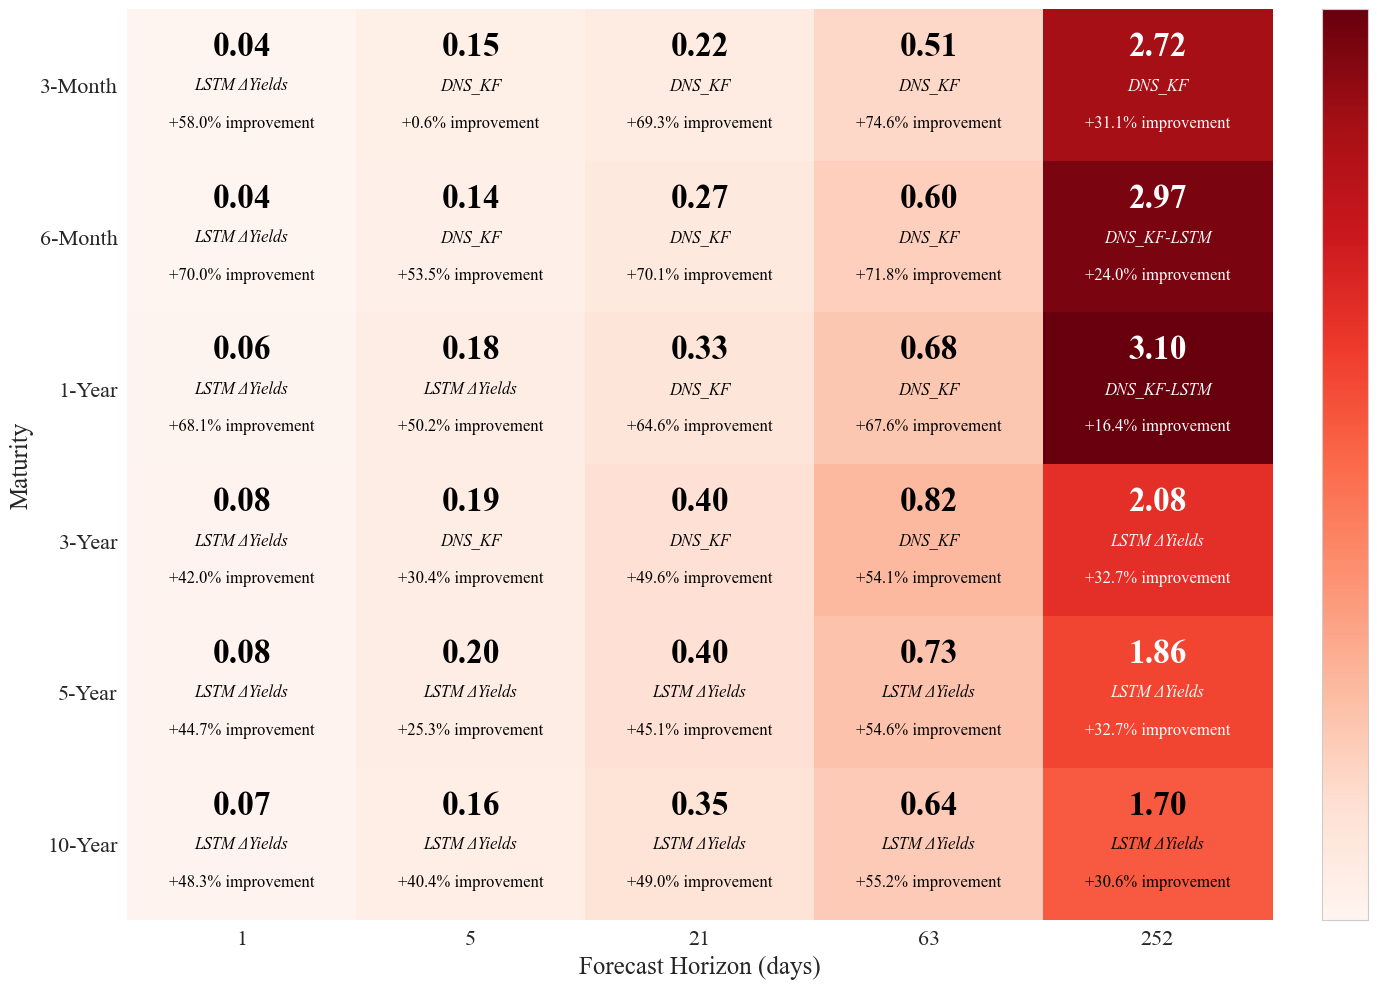 0.04 0.15 0.22 0.51 2.72
3-Month LSTM ΔYields DNS_KF DNS_KF DNS_KF DNS_KF
+58.0% improvement +0.6% improvement +69.3% improvement +74.6% improvement +31.1% improvement
0.04 0.14 0.27 0.60 2.97
6-Month LSTM ΔYields DNS_KF DNS_KF DNS_KF DNS_KF-LSTM
+70.0% improvement +53.5% improvement +70.1% improvement +71.8% improvement +24.0% improvement
0.06 0.18 0.33 0.68 3.10
1-Year LSTM ΔYields LSTM ΔYields DNS_KF DNS_KF DNS_KF-LSTM
+68.1% improvement +50.2% improvement +64.6% improvement +67.6% improvement +16.4% improvement
Maturity
0.08 0.19 0.40 0.82 2.08
3-Year LSTM ΔYields DNS_KF DNS_KF DNS_KF LSTM ΔYields
+42.0% improvement +30.4% improvement +49.6% improvement +54.1% improvement +32.7% improvement
0.08 0.20 0.40 0.73 1.86
5-Year LSTM ΔYields LSTM ΔYields LSTM ΔYields LSTM ΔYields LSTM ΔYields
+44.7% improvement +25.3% improvement +45.1% improvement +54.6% improvement +32.7% improvement
0.07 0.16 0.35 0.64 1.70
10-Year LSTM ΔYields LSTM ΔYields LSTM ΔYields LSTM ΔYields LSTM ΔYields
+48.3% improvement +40.4% improvement +49.0% improvement +55.2% improvement +30.6% improvement
1 5 21 63 252
Forecast Horizon (days)